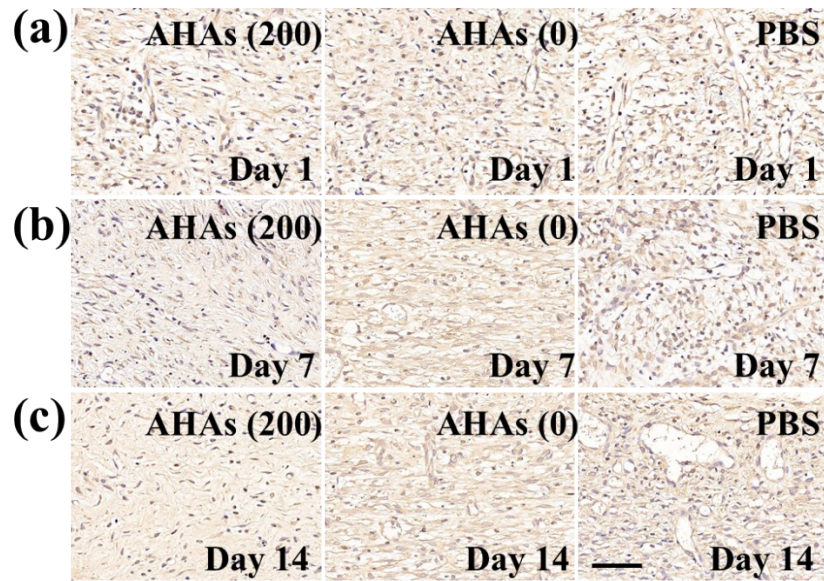 (a) AHAs (200) AHAs (0) PBS
Day 1 Day 1 Day 1
(b) AHAs (200) AHAs (0) PBS
Day 7 Day 7 Day 7
(c) AHAs (200) AHAs (0) PBS
Day 14 Day 14 Day 14